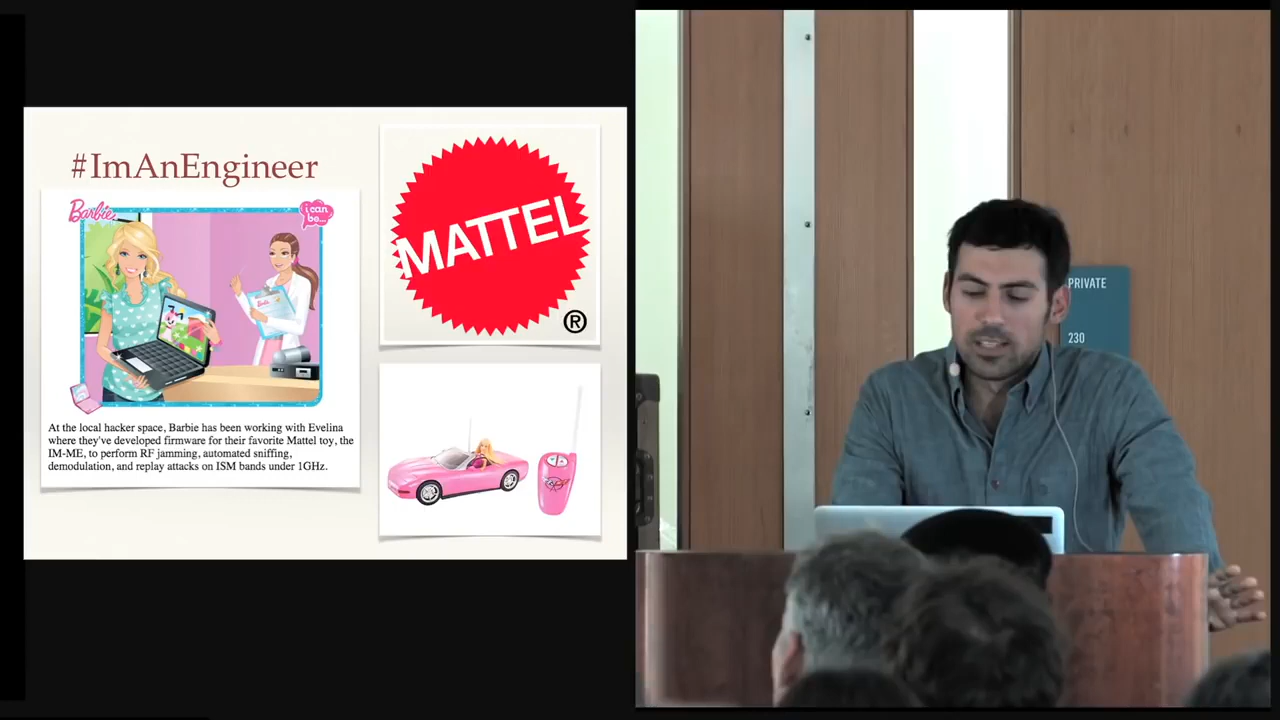 #ImAnEngineer
Barbie
i can
be...
At the local hacker space, Barbie has been working with Evelina
where they've developed firmware for their favorite Mattel toy, the
IM-ME, to perform RF jamming, automated sniffing,
demodulation, and replay attacks on ISM bands under 1GHz.
MATTEL
®
PRIVATE
230